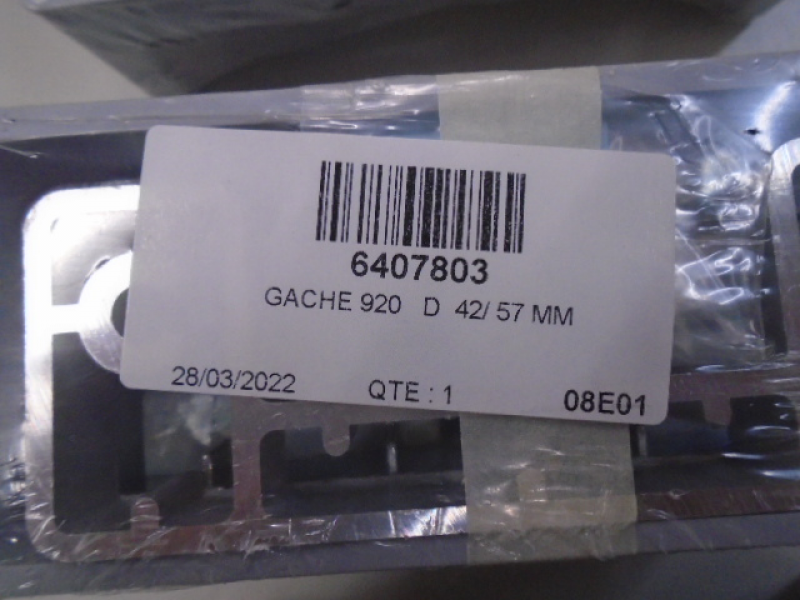 6407803
GACHE 920 D 42/ 57 MM
28/03/2022 QTE : 1 08E01